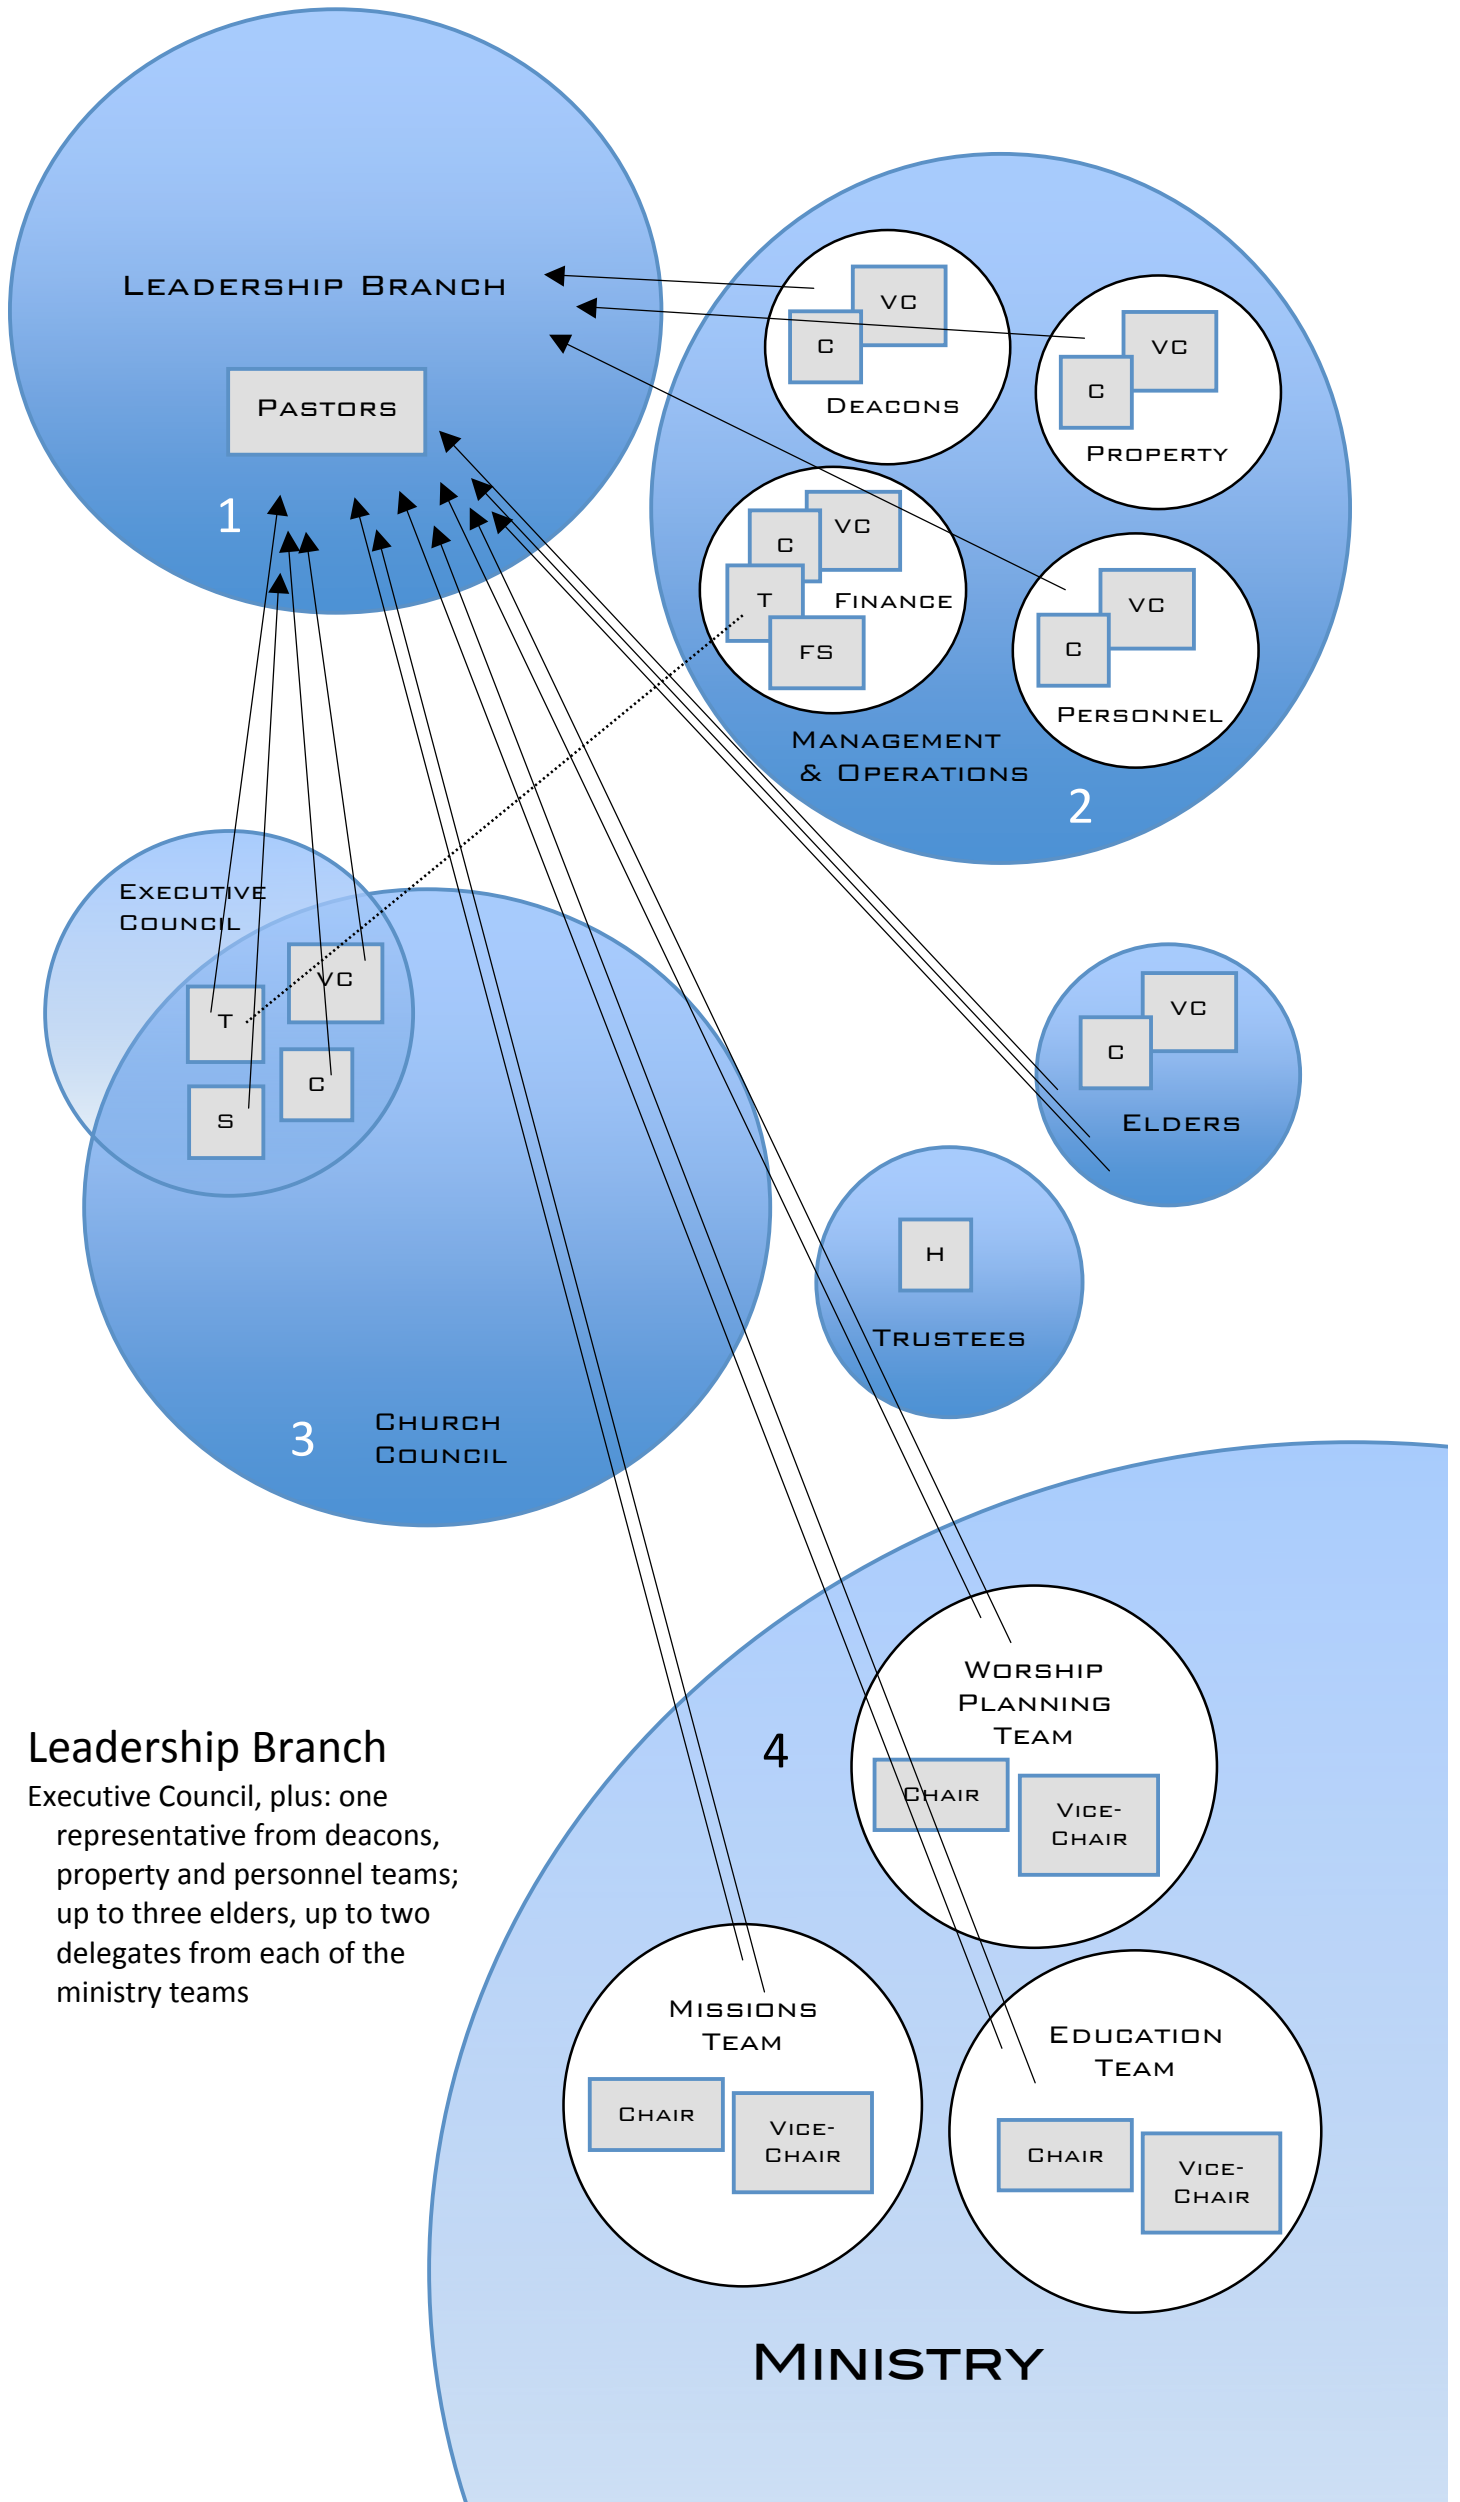 Leadership Branch
Pastors
1
VC
C
Deacons
VC
C
Property
VC
C
T
Finance
FS
VC
C
Personnel
Management
& Operations
2
Executive
Council
VC
T
C
S
3
Church
Council
VC
C
Elders
H
Trustees
4
Worship
Planning
Team
Chair
Vice-
Chair
Missions
Team
Chair
Vice-
Chair
Education
Team
Chair
Vice-
Chair
Ministry
Leadership Branch
Executive Council, plus: one
representative from deacons,
property and personnel teams;
up to three elders, up to two
delegates from each of the
ministry teams